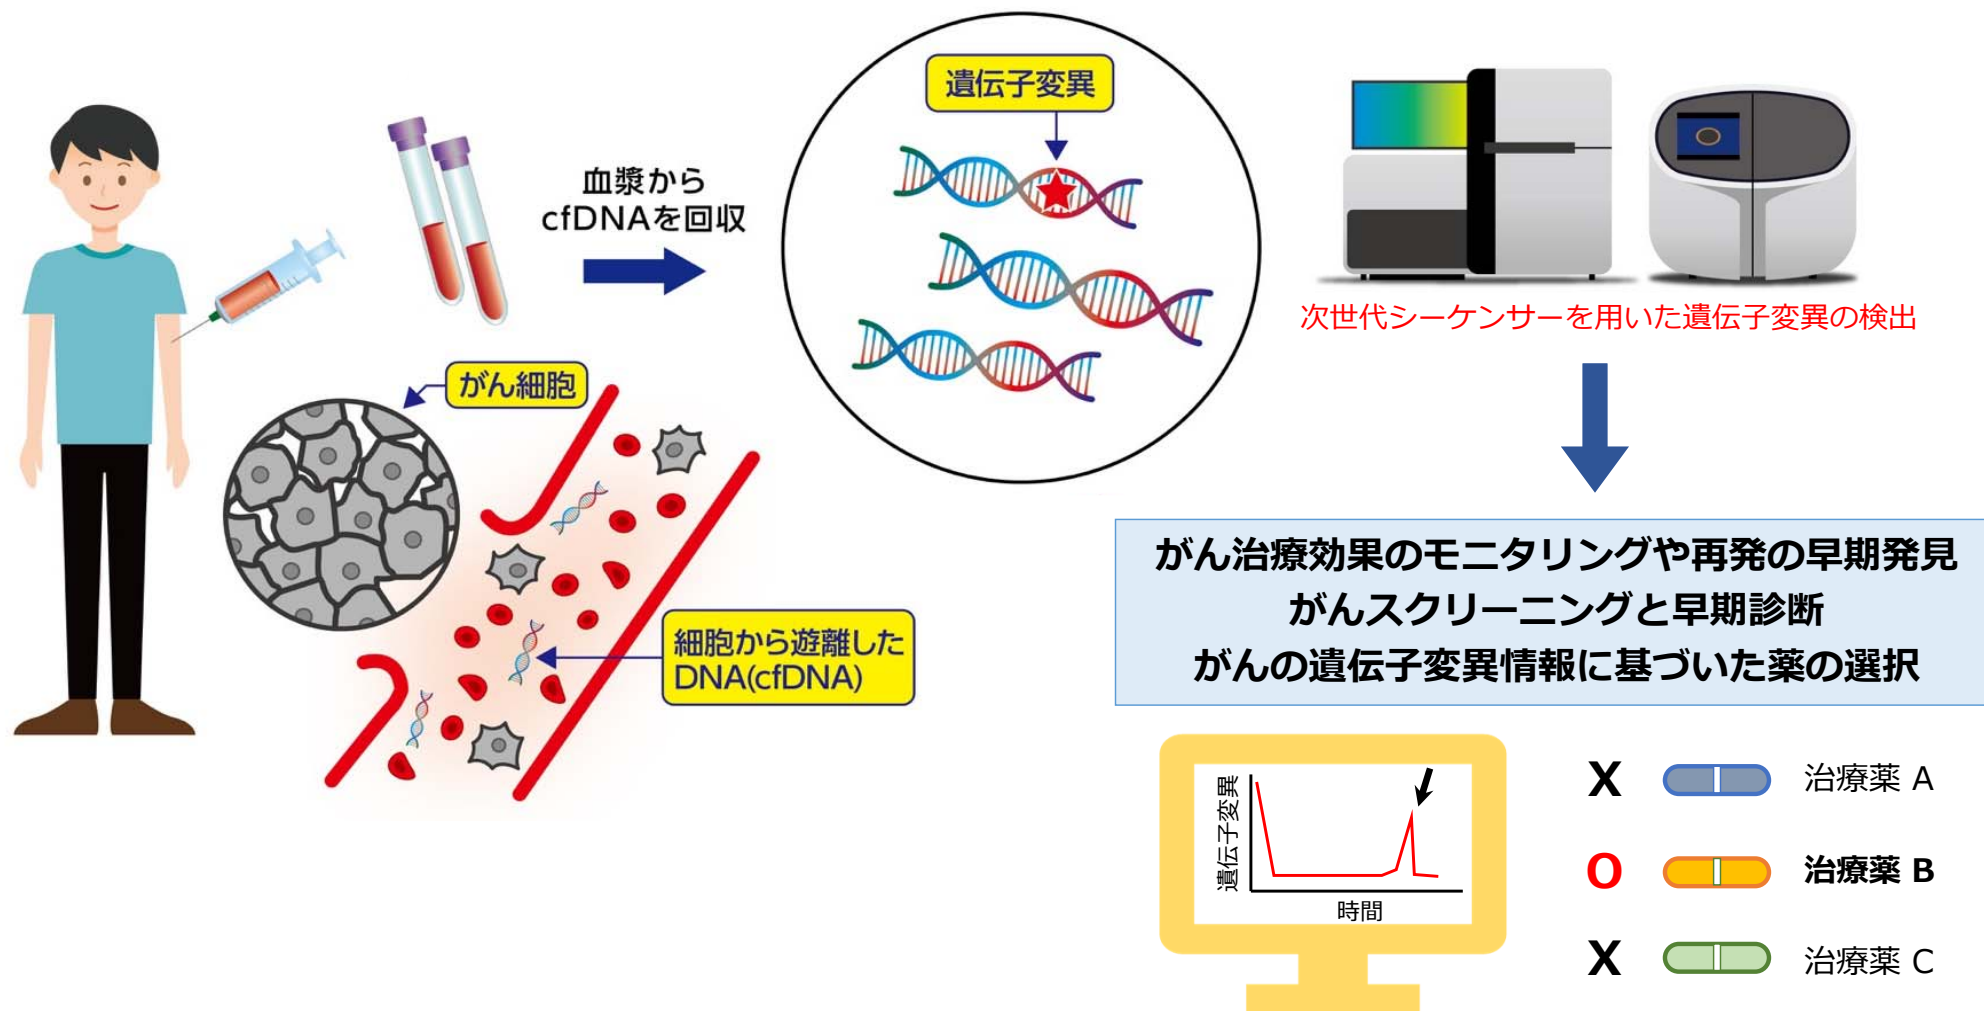 遺伝子変異
血漿から
cfDNAを回収
次世代シーケンサーを用いた遺伝子変異の検出
がん細胞
細胞から遊離した
DNA(cfDNA)
がん治療効果のモニタリングや再発の早期発見
がんスクリーニングと早期診断
がんの遺伝子変異情報に基づいた薬の選択
遺伝子変異
時間
X 治療薬 A
O 治療薬 B
X 治療薬 C